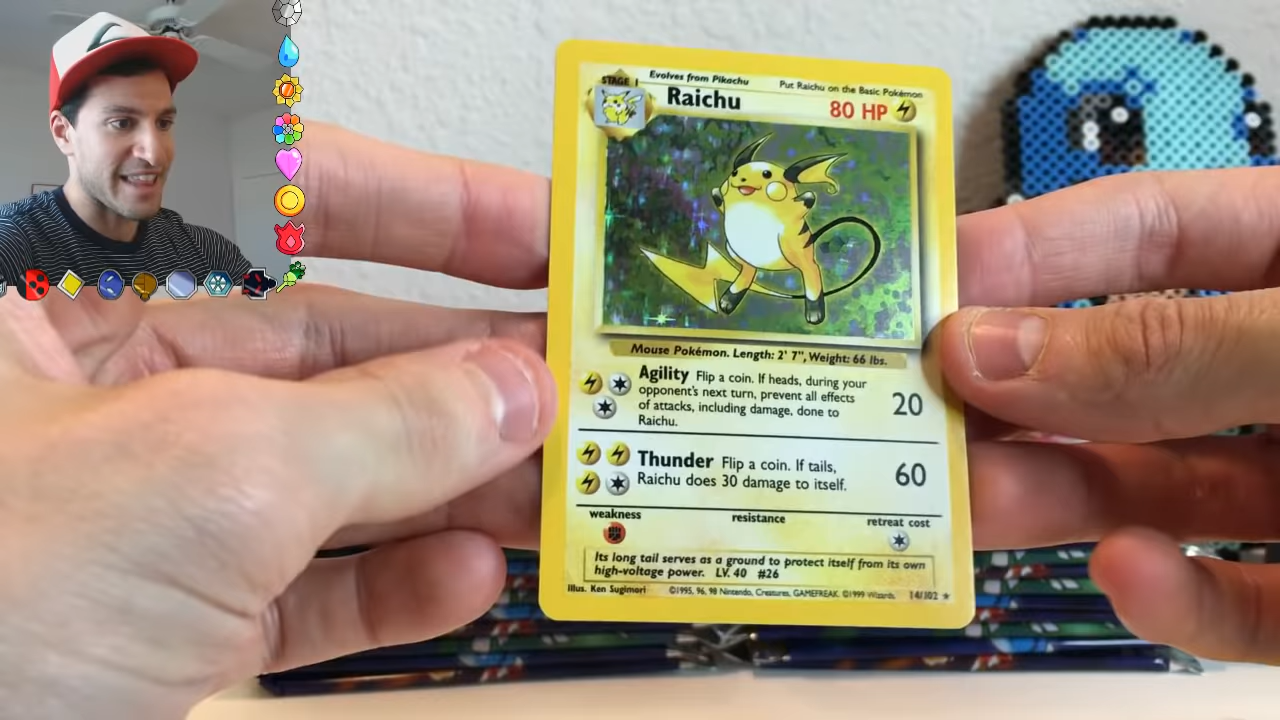 STAGE 1
Evolves from Pikachu
Put Raichu on the Basic Pokémon
Raichu
80 HP
Mouse Pokémon. Length: 2' 7", Weight: 66 lbs.
Agility Flip a coin. If heads, during your
opponent's next turn, prevent all effects
of attacks, including damage, done to
Raichu.
20
Thunder Flip a coin. If tails,
Raichu does 30 damage to itself.
60
weakness
resistance
retreat cost
Its long tail serves as a ground to protect itself from its own
high-voltage power. LV. 40 #26
Illus. Ken Sugimori
©1995, 96, 98 Nintendo, Creatures, GAMEFREAK. ©1999 Wizards.
14/102 ★